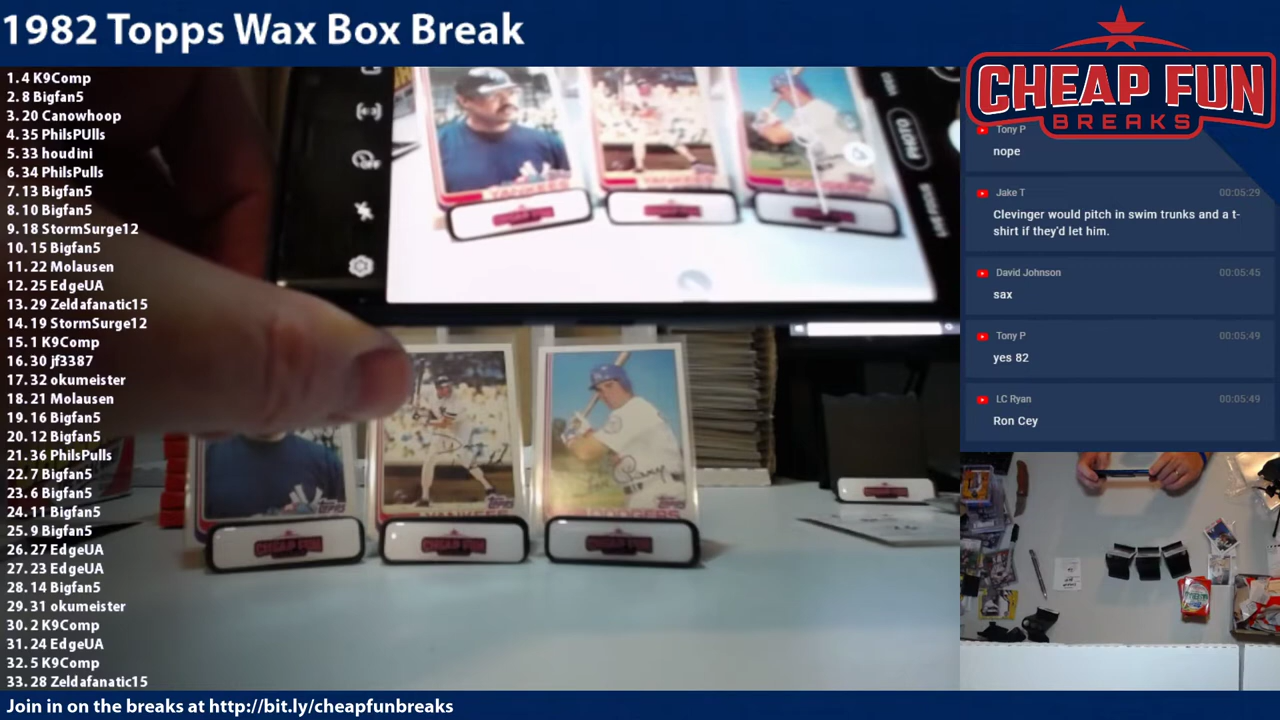 1982 Topps Wax Box Break
CHEAP FUN
BREAKS
1. 4 K9Comp
2. 8 Bigfan5
3. 20 Canowhoop
4. 35 PhilsPUlls
5. 33 houdini
6. 34 PhilsPulls
7. 13 Bigfan5
8. 10 Bigfan5
9. 18 StormSurge12
10. 15 Bigfan5
11. 22 Molausen
12. 25 EdgeUA
13. 29 Zeldafanatic15
14. 19 StormSurge12
15. 1 K9Comp
16. 30 jf3387
17. 32 okumeister
18. 21 Molausen
19. 16 Bigfan5
20. 12 Bigfan5
21. 36 PhilsPulls
22. 7 Bigfan5
23. 6 Bigfan5
24. 11 Bigfan5
25. 9 Bigfan5
26. 27 EdgeUA
27. 23 EdgeUA
28. 14 Bigfan5
29. 31 okumeister
30. 2 K9Comp
31. 24 EdgeUA
32. 5 K9Comp
33. 28 Zeldafanatic15
PHOTO
YANKEES
YANKEES
DODGERS
TOPPS
TOPPS
TOPPS
YANKEES
DODGERS
CHEAP FUN
CHEAP FUN
CHEAP FUN
Tony P
nope
Jake T 00:05:29
Clevinger would pitch in swim trunks and a t-
shirt if they'd let him.
David Johnson 00:05:45
sax
Tony P 00:05:49
yes 82
LC Ryan 00:05:49
Ron Cey
Join in on the breaks at http://bit.ly/cheapfunbreaks